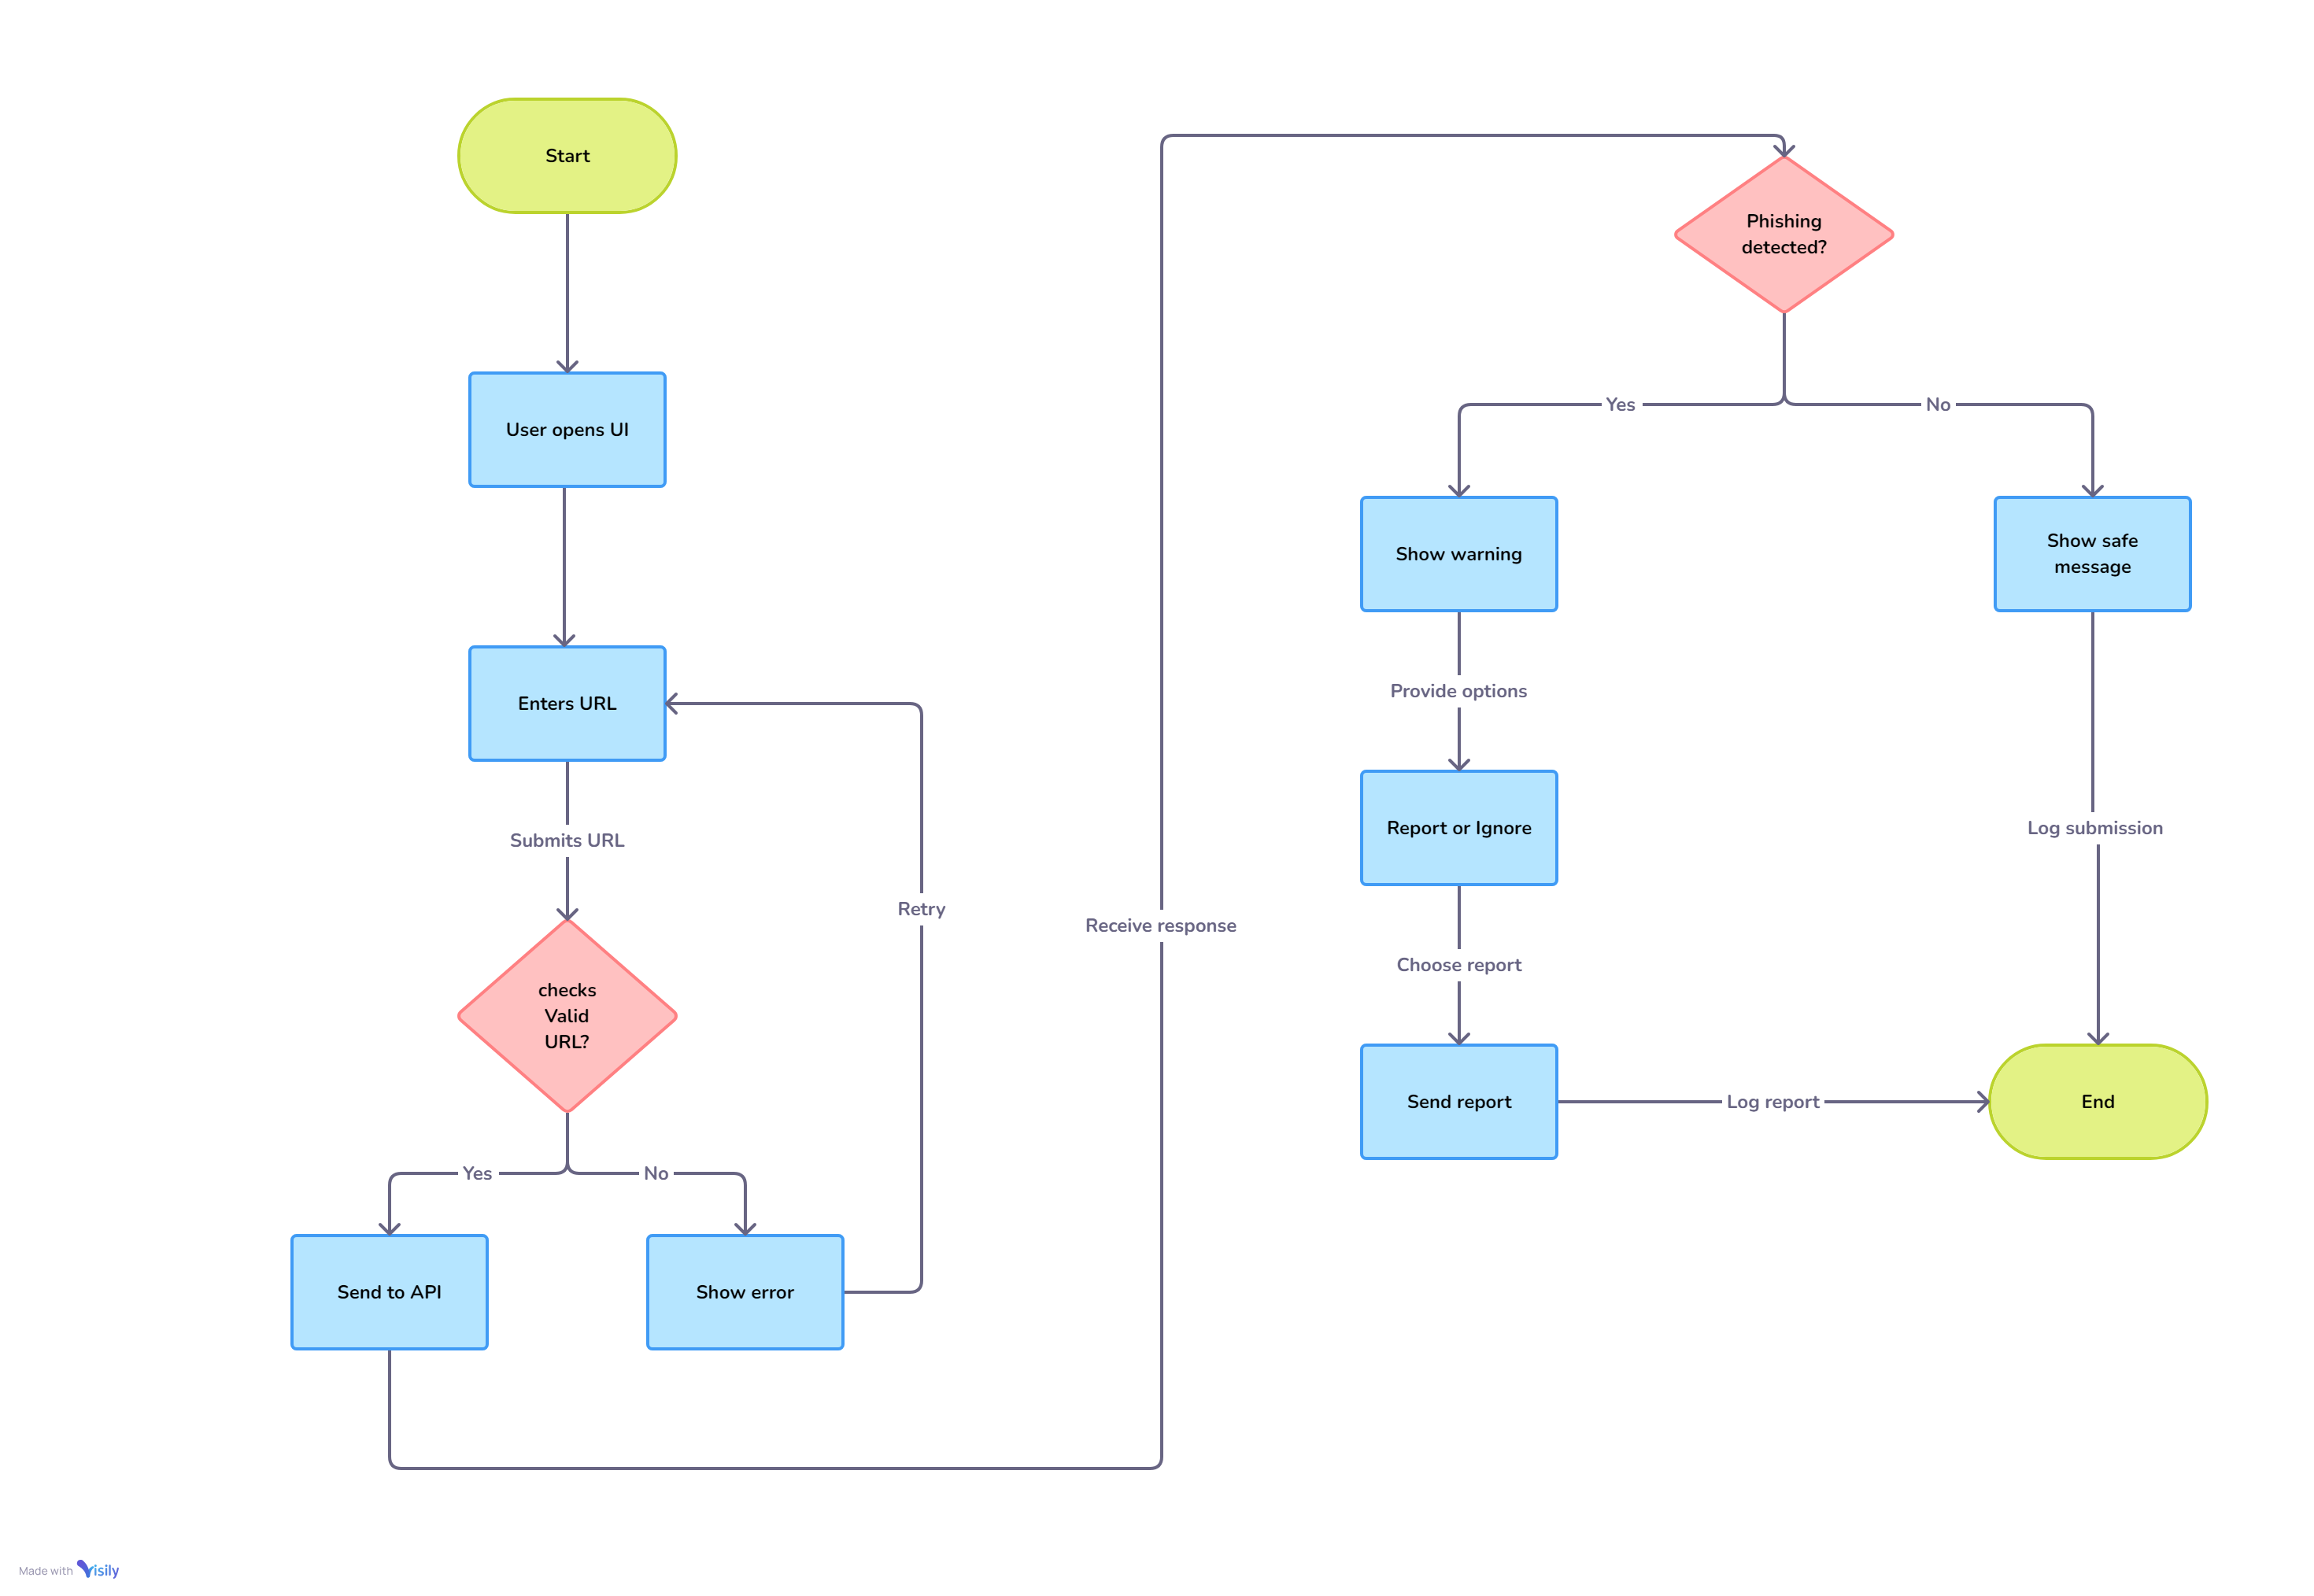 Start
User opens UI
Enters URL
Submits URL
checks
Valid
URL?
Yes
No
Send to API
Show error
Retry
Receive response
Phishing
detected?
Yes
No
Show warning
Show safe
message
Provide options
Report or Ignore
Log submission
Choose report
Send report
Log report
End
Made with Visily